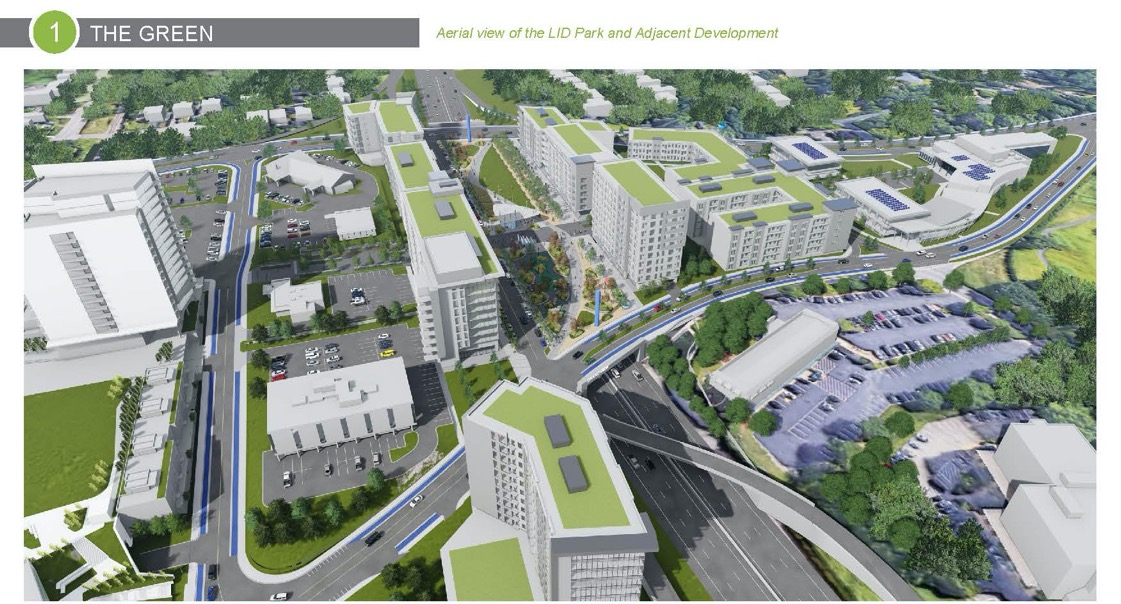 1 THE GREEN
Aerial view of the LID Park and Adjacent Development